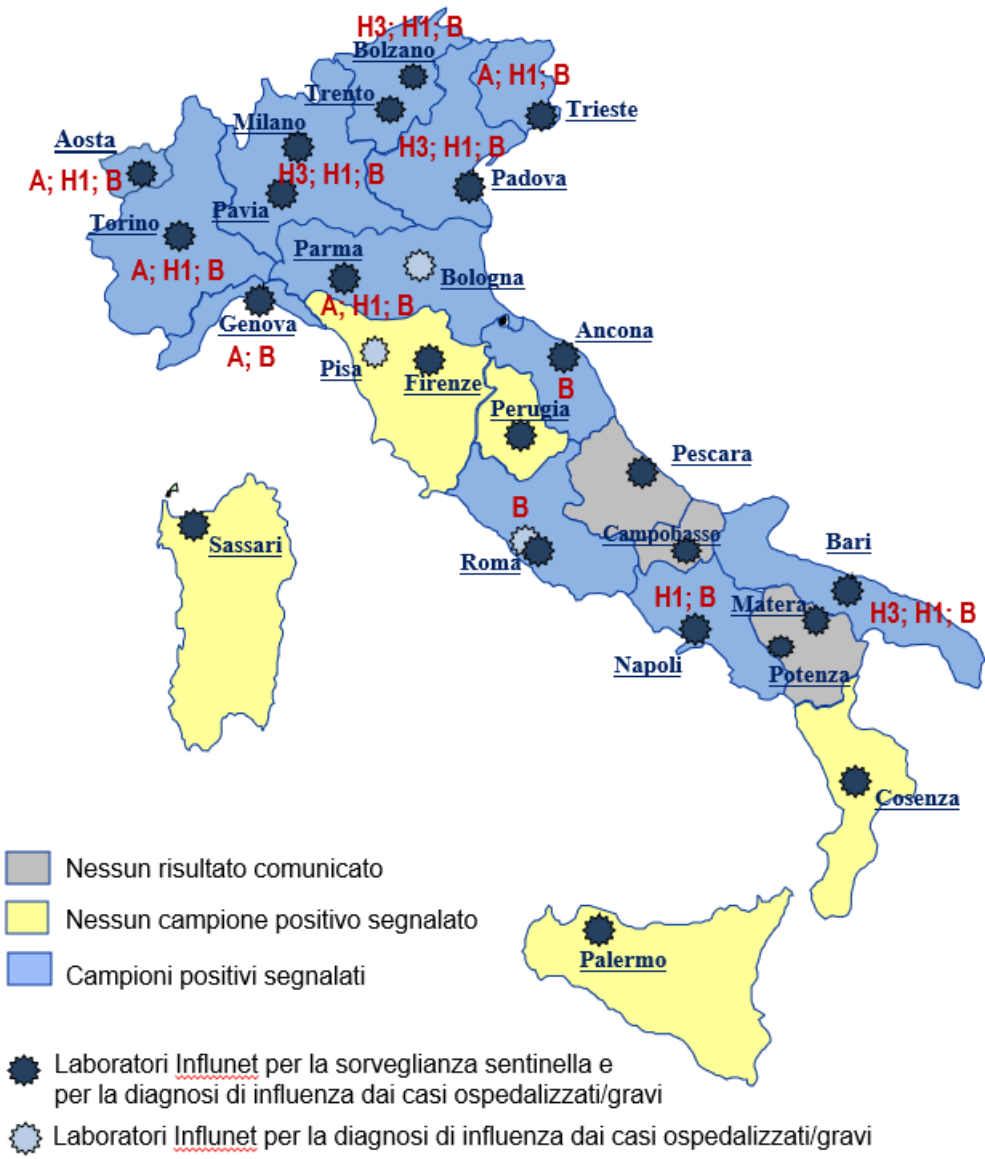 H3; H1; B
Bolzano
A; H1; B
Trento
Trieste
Milano
Aosta
H3; H1; B
A; H1; B
H3; H1; B
Padova
Pavia
Torino
Parma
A; H1; B
Bologna
A; H1; B
Genova
Ancona
A; B
Pisa
Firenze
B
Perugia
Pescara
B
Campobasso
Sassari
Roma
Bari
H1; B
Matera
H3; H1; B
Napoli
Potenza
Cosenza
Nessun risultato comunicato
Nessun campione positivo segnalato
Palermo
Campioni positivi segnalati
Laboratori Influnet per la sorveglianza sentinella e
per la diagnosi di influenza dai casi ospedalizzati/gravi
Laboratori Influnet per la diagnosi di influenza dai casi ospedalizzati/gravi